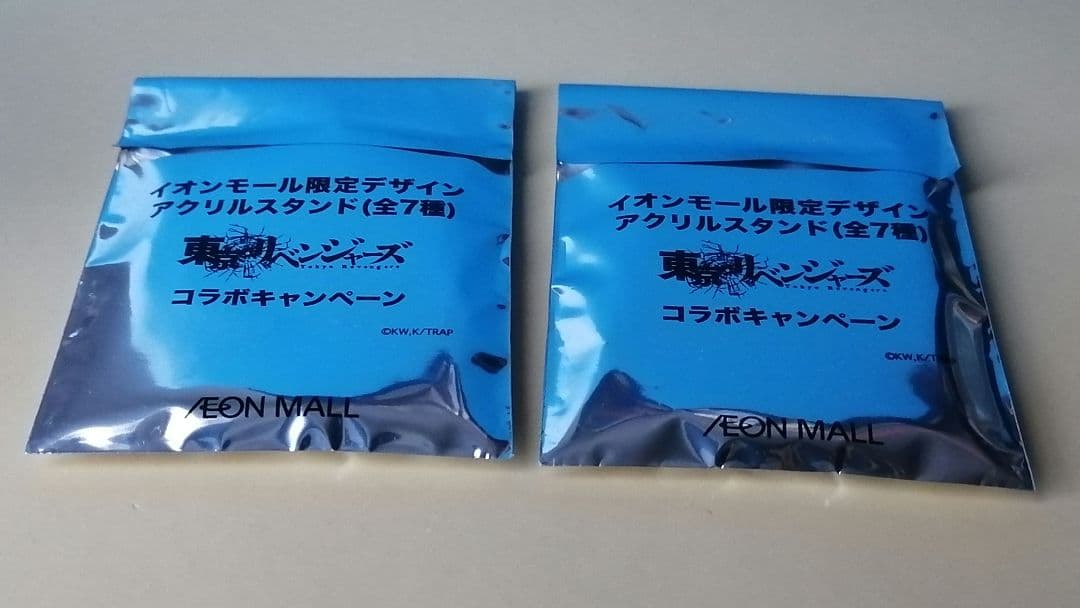 イオンモール限定デザイン
アクリルスタンド(全7種)
東京リベンジャーズ
Tokyo Revengers
コラボキャンペーン
©KW,K/TRAP
ÆON MALL
イオンモール限定デザイン
アクリルスタンド(全7種)
東京リベンジャーズ
Tokyo Revengers
コラボキャンペーン
©KW,K/TRAP
ÆON MALL